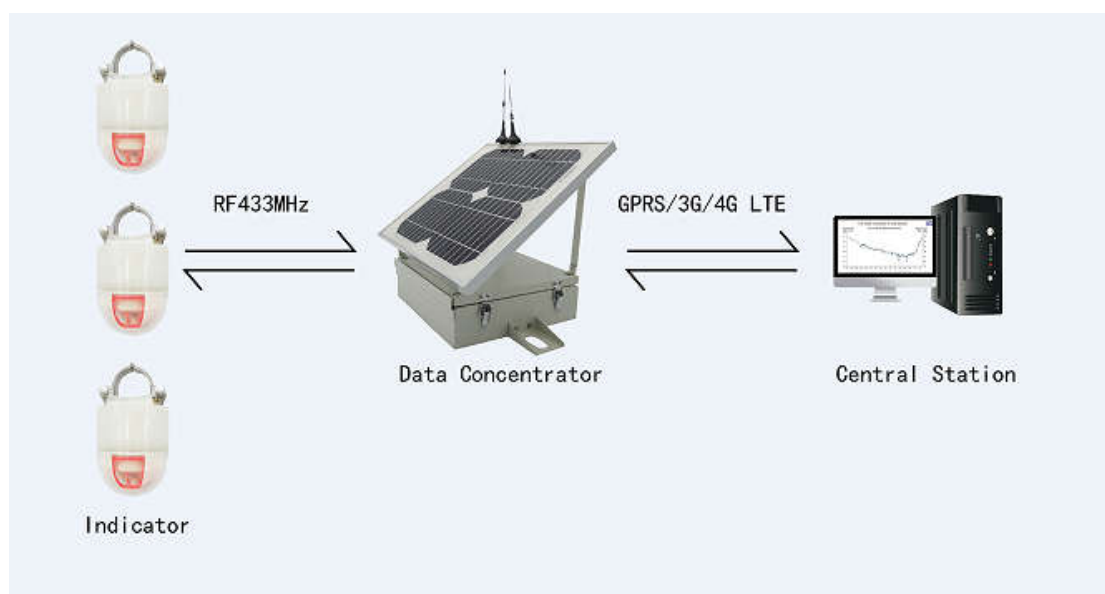 RF433MHz
GPRS/3G/4G LTE
Data Concentrator
Central Station
Indicator